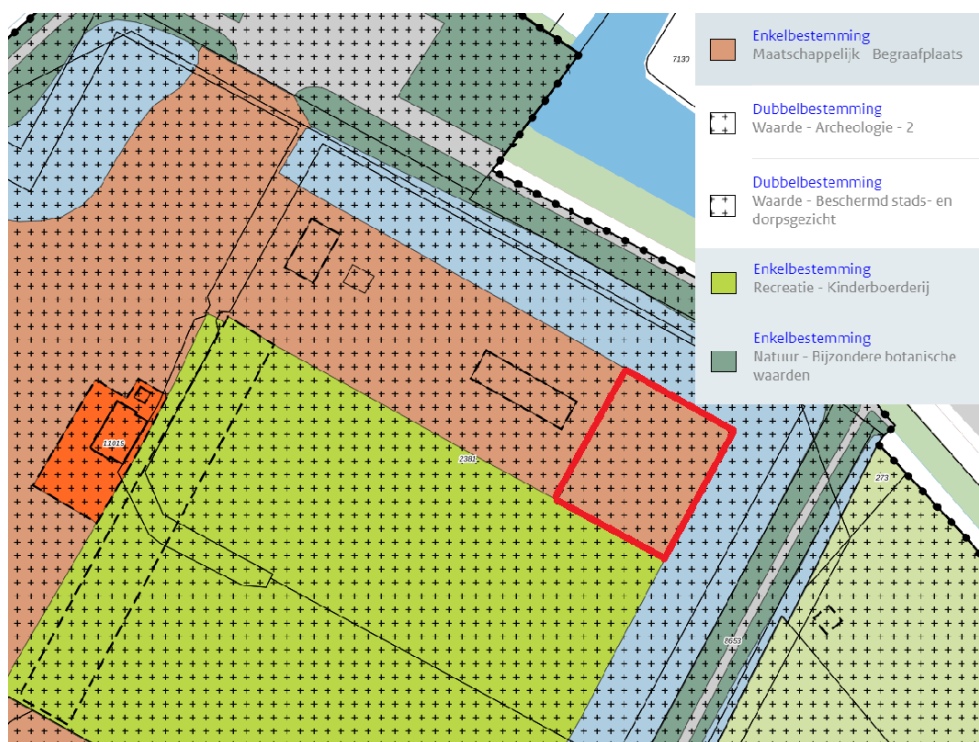 Enkelbestemming
Maatschappelijk - Begraafplaats
Dubbelbestemming
Waarde - Archeologie - 2
Dubbelbestemming
Waarde - Beschermd stads- en
dorpsgezicht
Enkelbestemming
Recreatie - Kinderboerderij
Enkelbestemming
Natuur - Bijzondere botanische
waarden
7130
11015
2381
273
8653